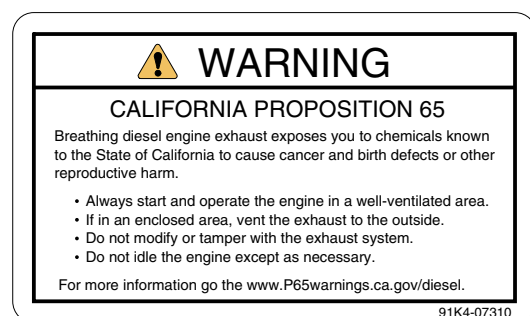 WARNING
CALIFORNIA PROPOSITION 65
Breathing diesel engine exhaust exposes you to chemicals known
to the State of California to cause cancer and birth defects or other
reproductive harm.
• Always start and operate the engine in a well-ventilated area.
• If in an enclosed area, vent the exhaust to the outside.
• Do not modify or tamper with the exhaust system.
• Do not idle the engine except as necessary.
For more information go the www.P65warnings.ca.gov/diesel.
91K4-07310